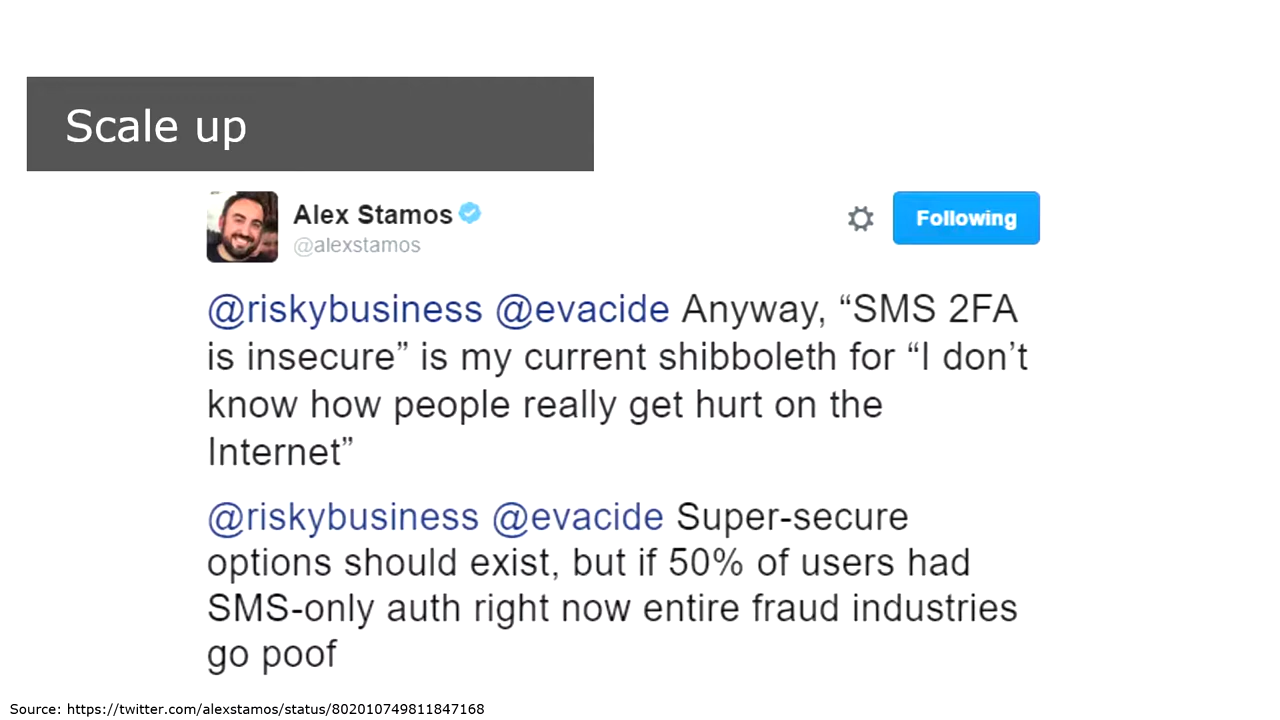 Scale up
Alex Stamos
@alexstamos
Following
@riskybusiness @evacide Anyway, “SMS 2FA
is insecure” is my current shibboleth for “I don’t
know how people really get hurt on the
Internet”
@riskybusiness @evacide Super-secure
options should exist, but if 50% of users had
SMS-only auth right now entire fraud industries
go poof
Source: https://twitter.com/alexstamos/status/802010749811847168